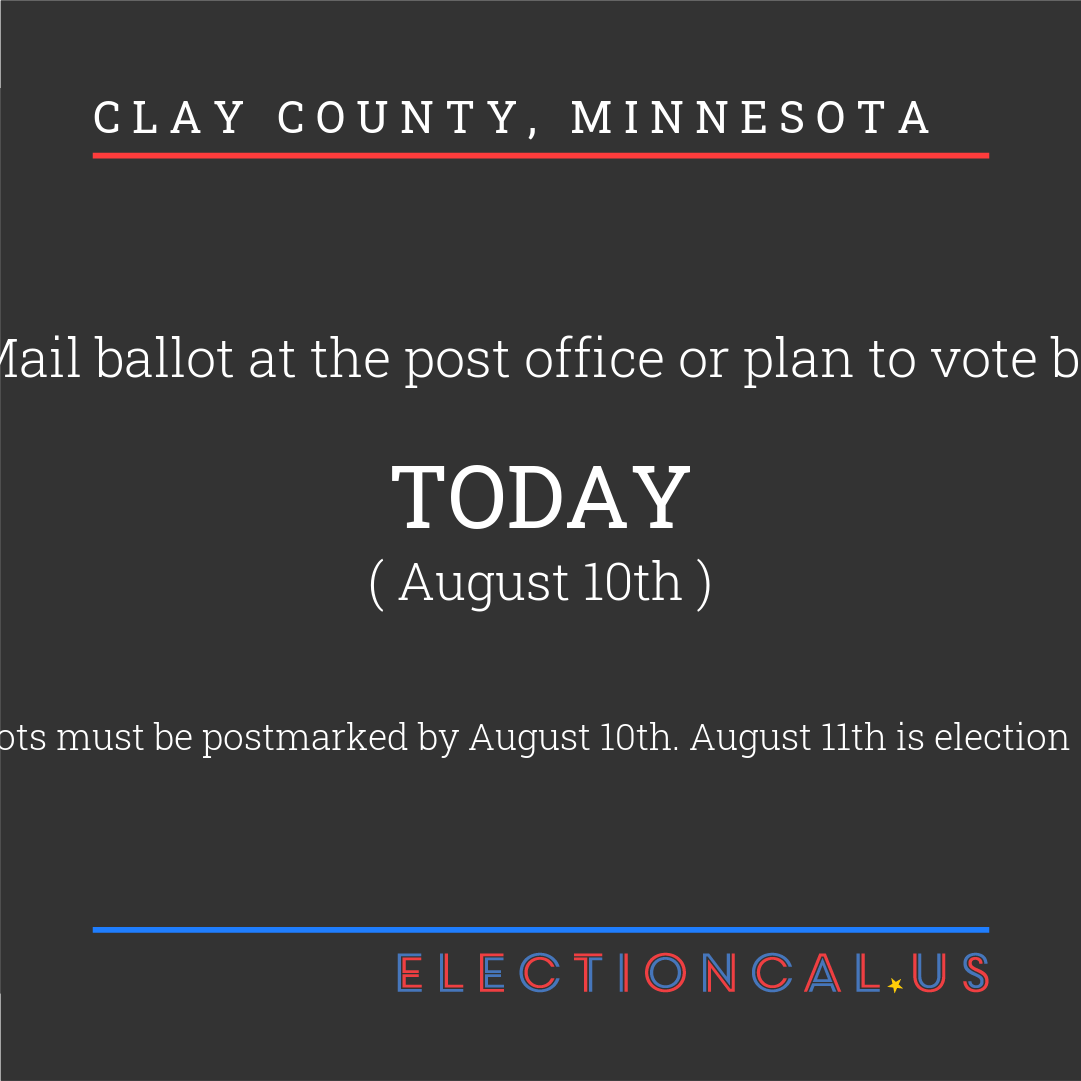 CLAY COUNTY, MINNESOTA
Mail ballot at the post office or plan to vote b
TODAY
( August 10th )
ots must be postmarked by August 10th. August 11th is election
ELECTIONCAL.US